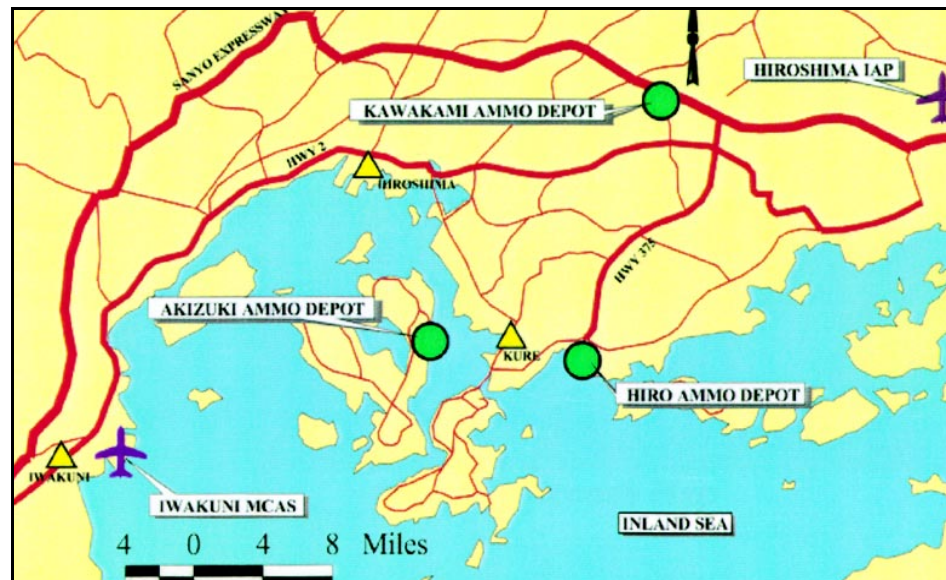 SANYO EXPRESSWAY
HIROSHIMA IAP
KAWAKAMI AMMO DEPOT
HWY 2
HIROSHIMA
HWY 375
AKIZUKI AMMO DEPOT
KURE
HIRO AMMO DEPOT
IWAKUNI
IWAKUNI MCAS
INLAND SEA
4 0 4 8 Miles